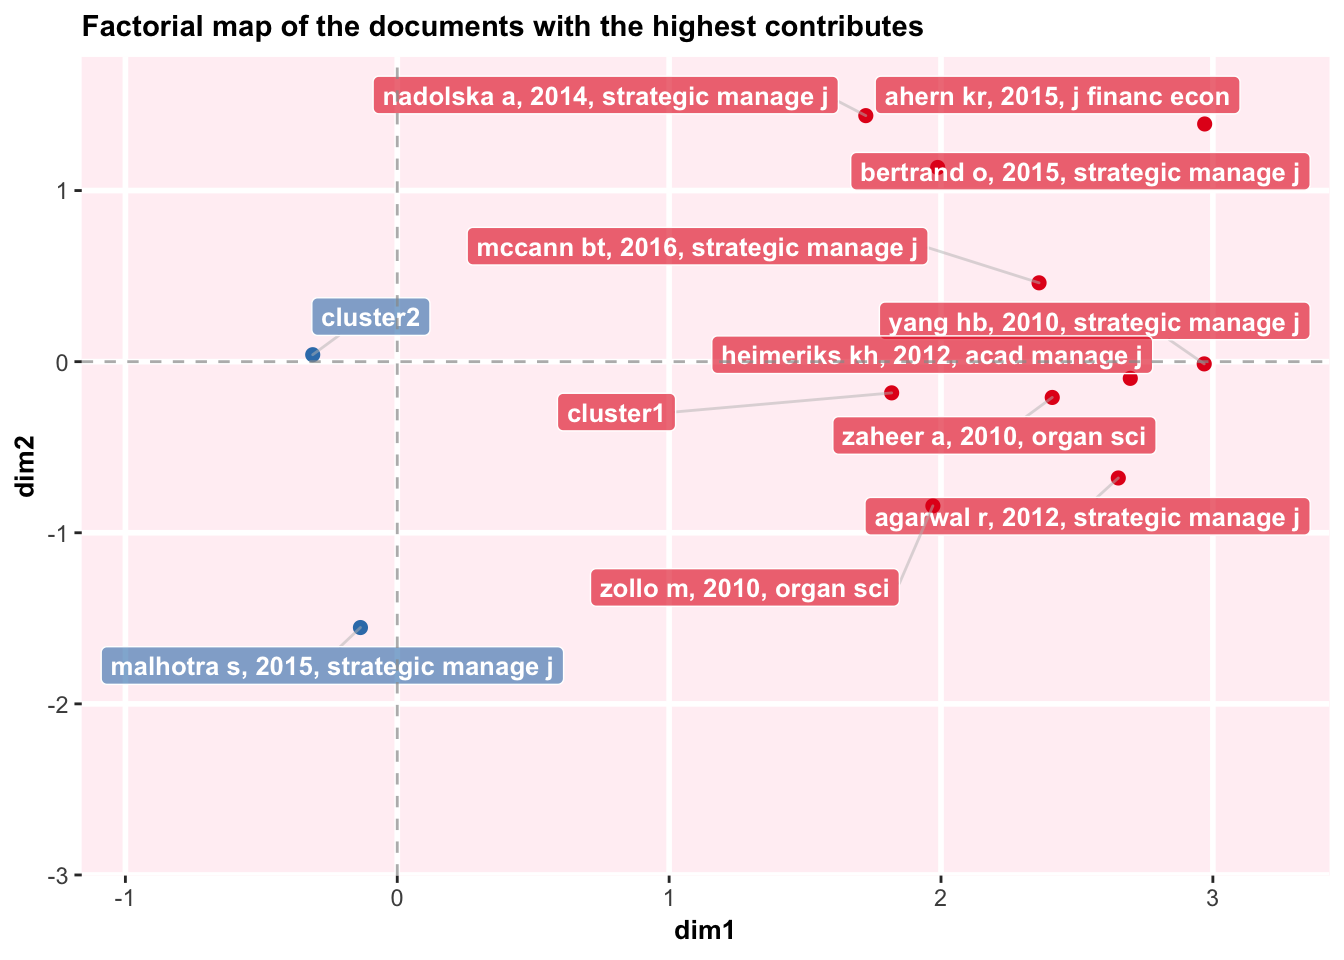 Factorial map of the documents with the highest contributes
nadolska a, 2014, strategic manage j
ahern kr, 2015, j financ econ
bertrand o, 2015, strategic manage j
mccann bt, 2016, strategic manage j
cluster2
yang hb, 2010, strategic manage j
heimeriks kh, 2012, acad manage j
cluster1
zaheer a, 2010, organ sci
agarwal r, 2012, strategic manage j
zollo m, 2010, organ sci
malhotra s, 2015, strategic manage j
1
0
-1
-2
-3
dim2
-1
0
1
2
3
dim1